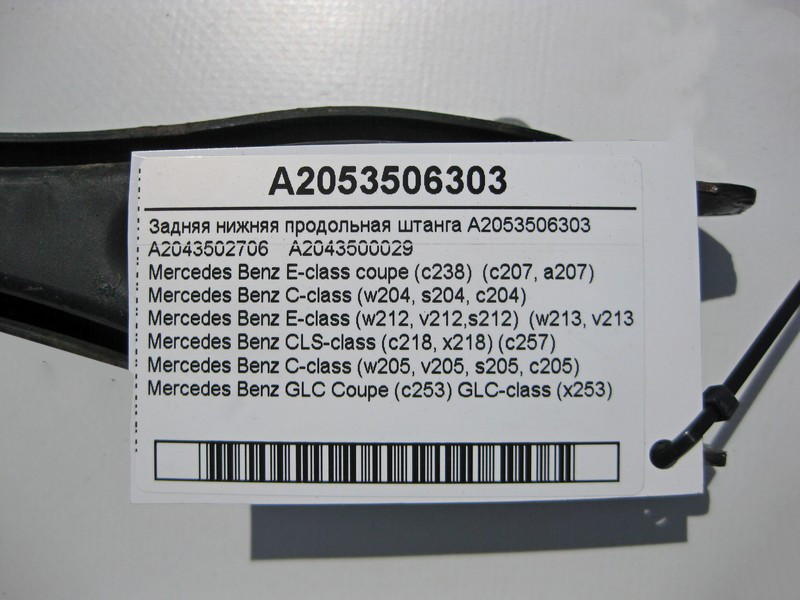 A2053506303
Задняя нижняя продольная штанга A2053506303
A2043502706 A2043500029
Mercedes Benz E-class coupe (c238) (c207, a207)
Mercedes Benz C-class (w204, s204, c204)
Mercedes Benz E-class (w212, v212,s212) (w213, v213
Mercedes Benz CLS-class (c218, x218) (c257)
Mercedes Benz C-class (w205, v205, s205, c205)
Mercedes Benz GLC Coupe (c253) GLC-class (x253)